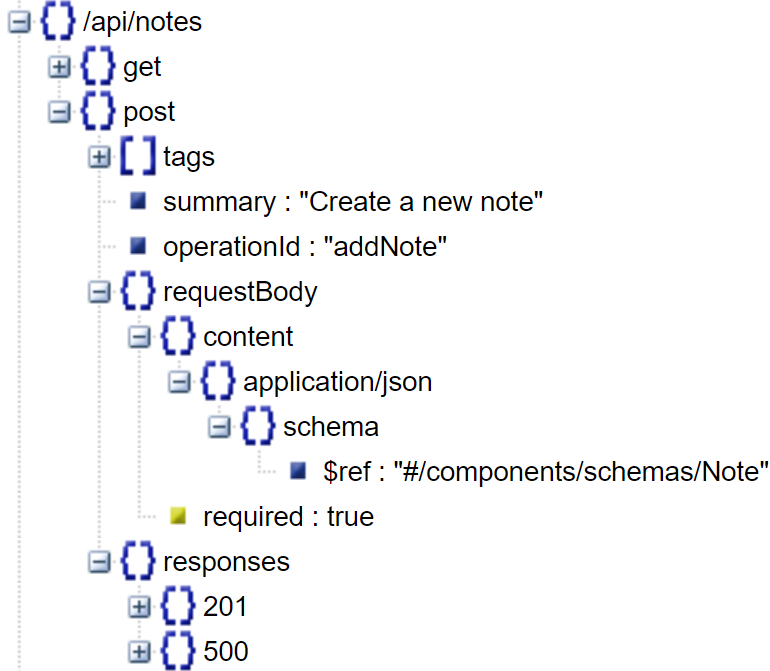 /api/notes
get
post
tags
summary : "Create a new note"
operationId : "addNote"
requestBody
content
application/json
schema
$ref : "#/components/schemas/Note"
required : true
responses
201
500